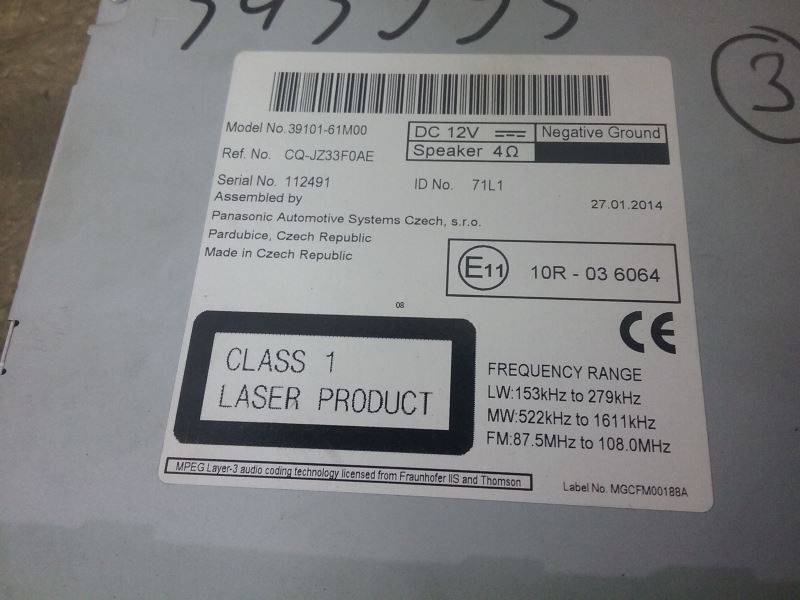 3
Model No. 39101-61M00
DC 12V Negative Ground
Ref. No. CQ-JZ33F0AE
Speaker 4Ω
Serial No. 112491 ID No. 71L1
Assembled by
27.01.2014
Panasonic Automotive Systems Czech, s.r.o.
Pardubice, Czech Republic
Made in Czech Republic
E11 10R - 03 6064
08
CE
CLASS 1
LASER PRODUCT
FREQUENCY RANGE
LW:153kHz to 279kHz
MW:522kHz to 1611kHz
FM:87.5MHz to 108.0MHz
MPEG Layer-3 audio coding technology licensed from Fraunhofer IIS and Thomson
Label No. MGCFM00188A